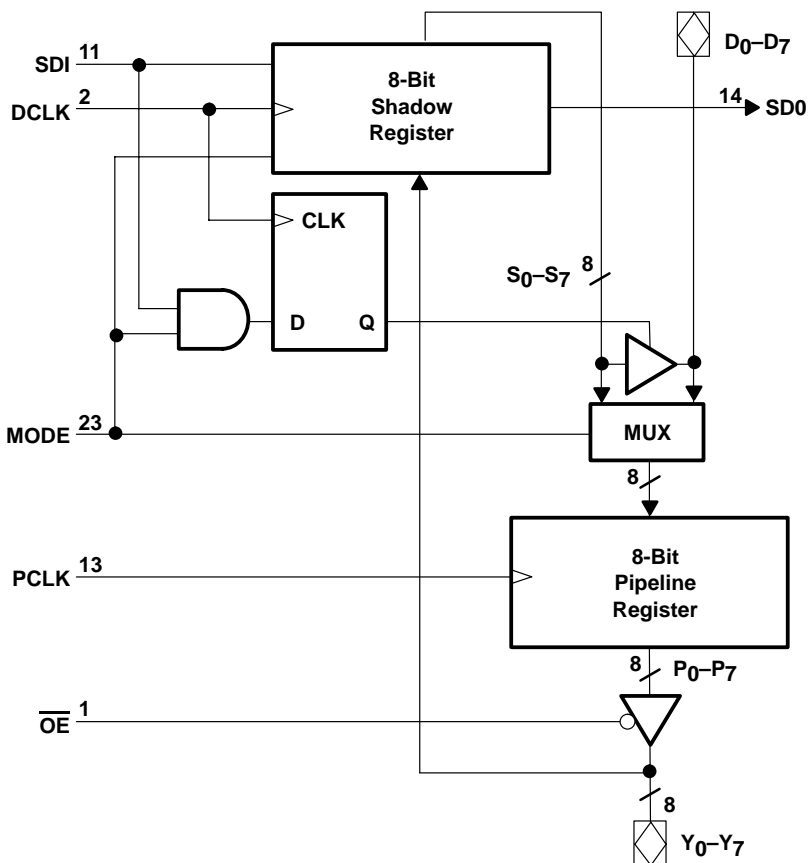 D0–D7
SDI 11
8-Bit
Shadow
Register
DCLK 2
14 SD0
CLK
S0–S7 8
D Q
MODE 23
MUX
8
PCLK 13
8-Bit
Pipeline
Register
8 P0–P7
OE 1
8
Y0–Y7